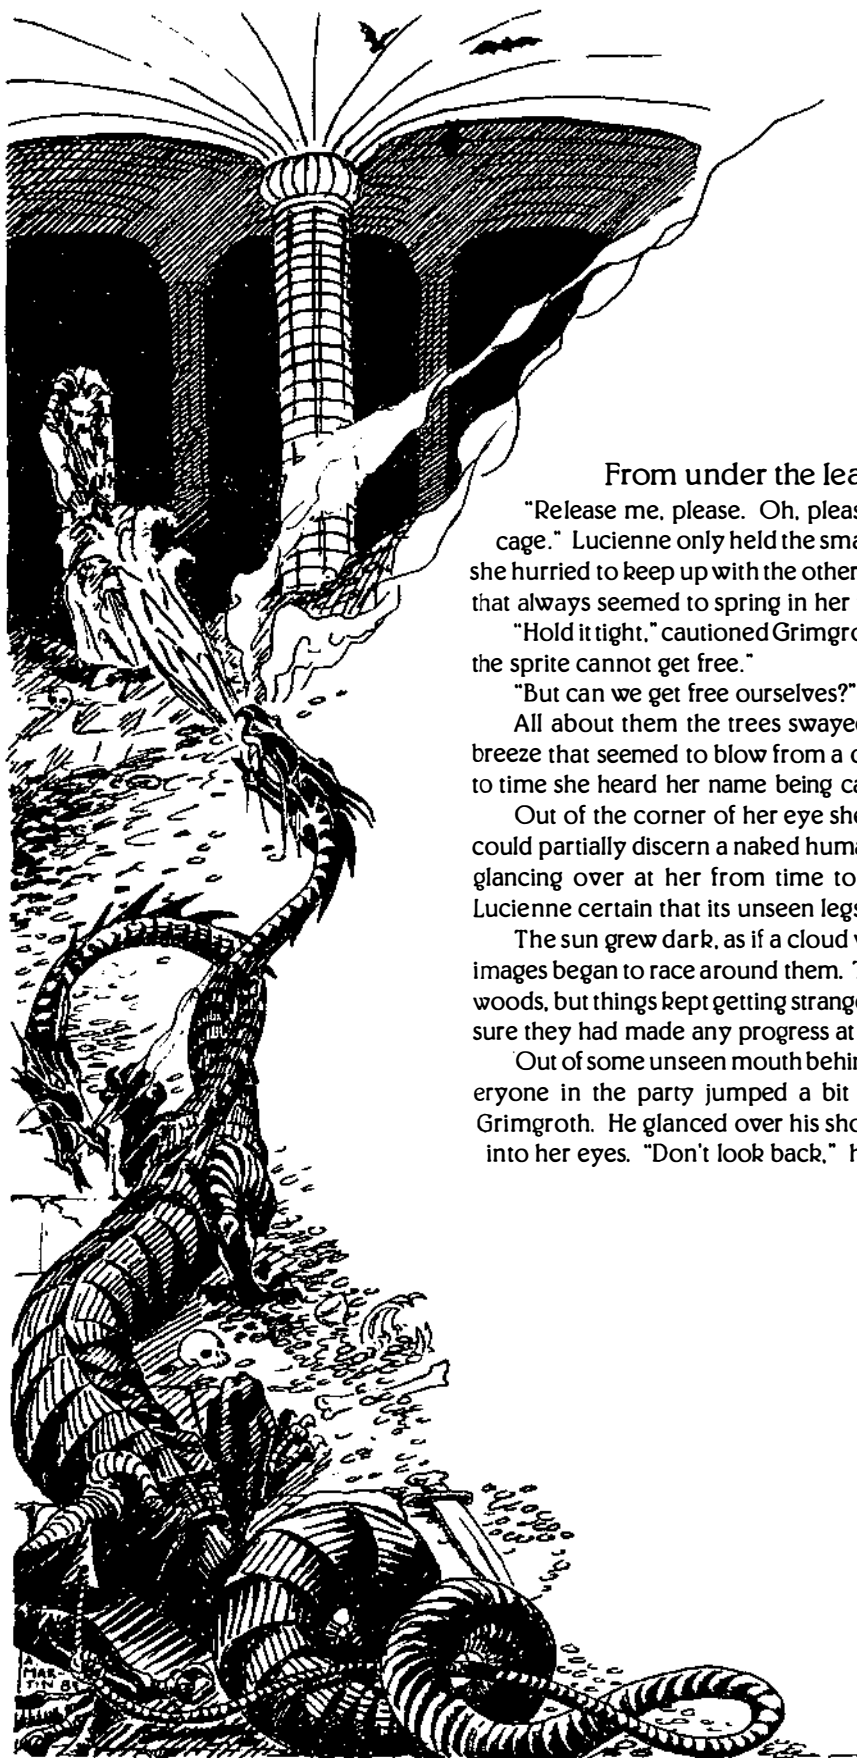 From under the lea
"Release me, please. Oh, pleas
cage." Lucienne only held the sma
she hurried to keep up with the other
that always seemed to spring in her
"Hold it tight," cautioned Grimgro
the sprite cannot get free."
"But can we get free ourselves?"
All about them the trees swaye
breeze that seemed to blow from a c
to time she heard her name being ca
Out of the corner of her eye she
could partially discern a naked huma
glancing over at her from time to
Lucienne certain that its unseen legs
The sun grew dark, as if a cloud
images began to race around them.
woods, but things kept getting strange
sure they had made any progress at
Out of some unseen mouth behin
eryone in the party jumped a bit
Grimgroth. He glanced over his sho
into her eyes. "Don't look back," h
MAR-
TIN